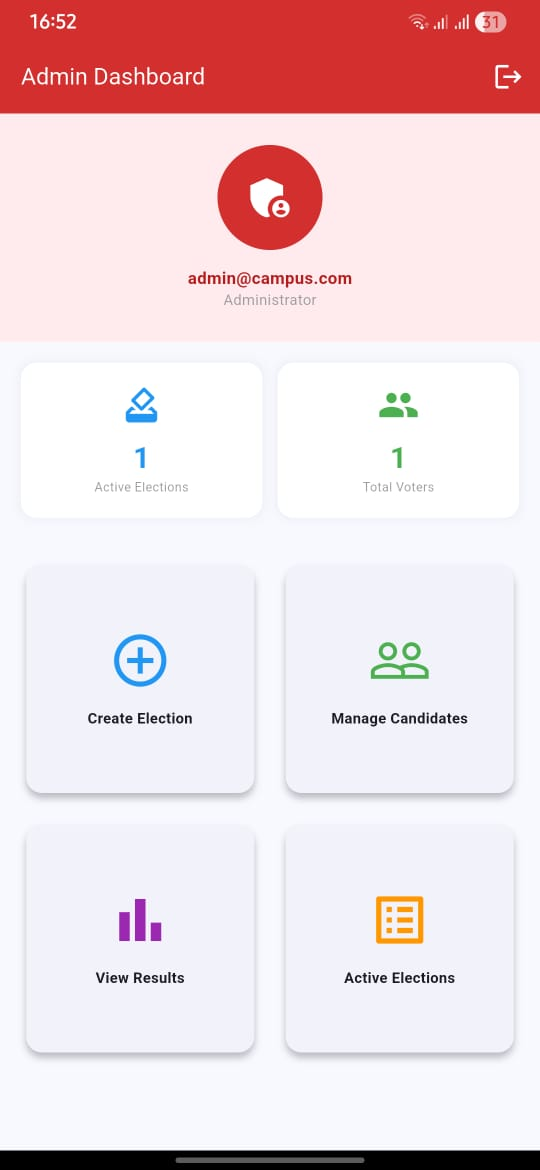 16:52
31
Admin Dashboard
admin@campus.com
Administrator
1
Active Elections
1
Total Voters
Create Election
Manage Candidates
View Results
Active Elections